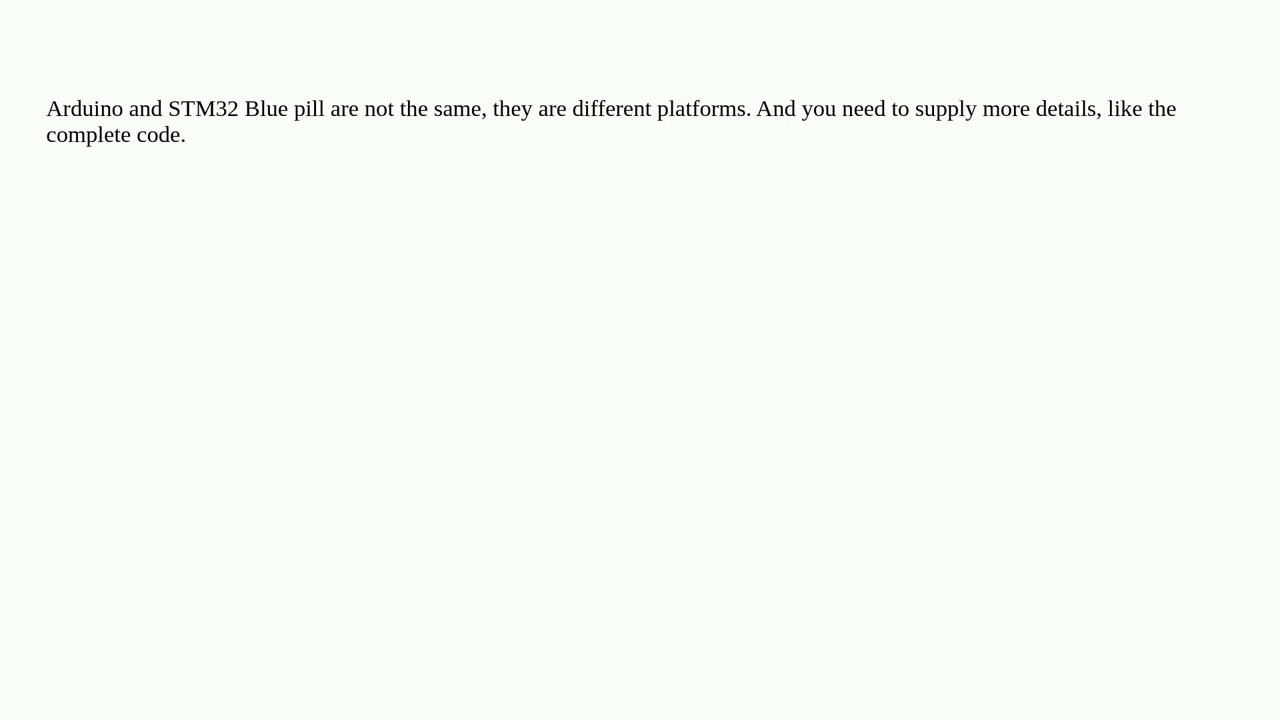 Arduino and STM32 Blue pill are not the same, they are different platforms. And you need to supply more details, like the
complete code.